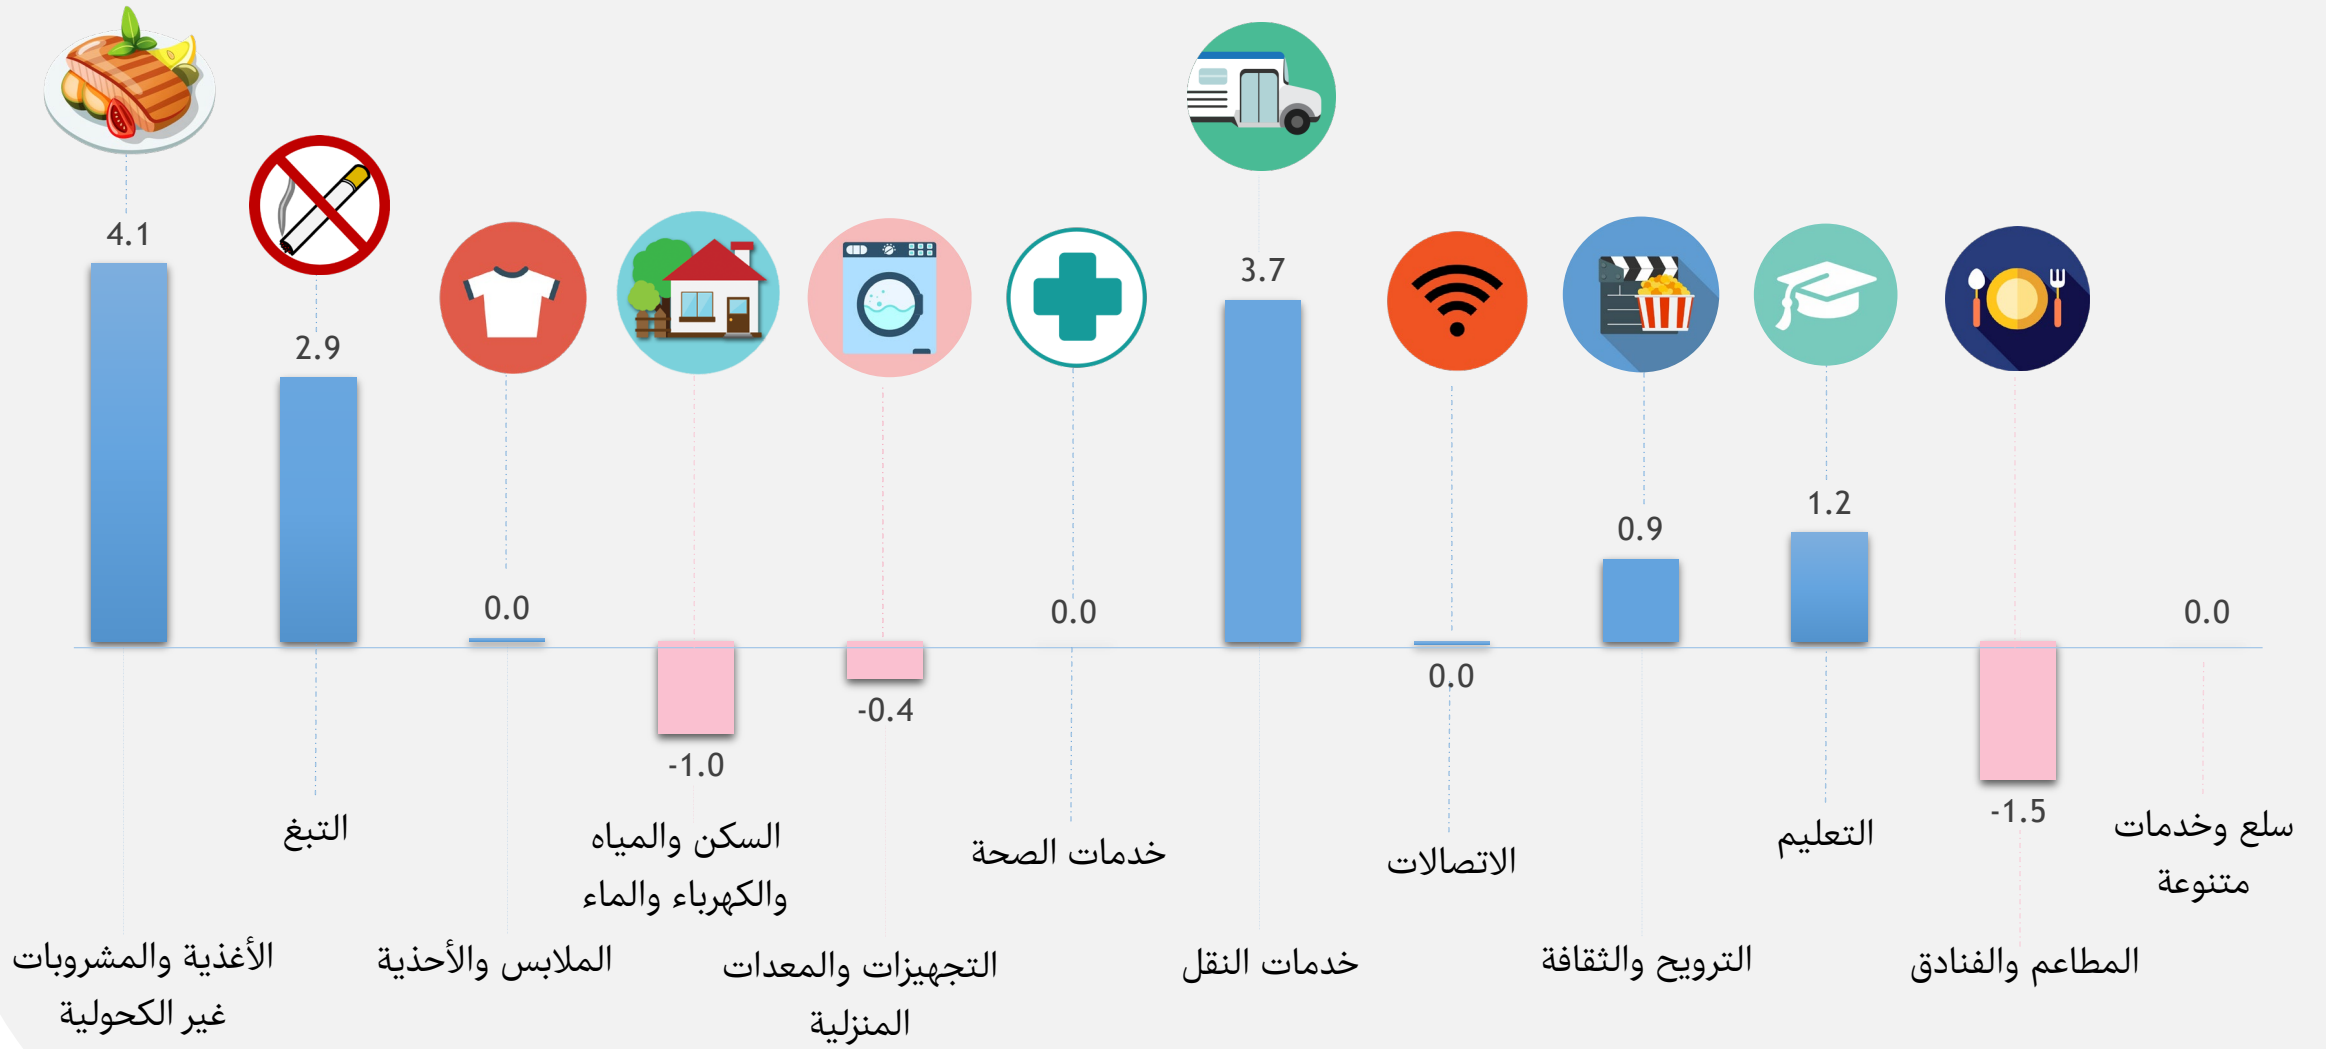 4.1
2.9
0.0
-1.0
-0.4
0.0
3.7
0.0
0.9
1.2
-1.5
0.0
الأغذية والمشروبات
غير الكحولية
التبغ
الملابس والأحذية
السكن والمياه
والكهرباء والماء
التجهيزات والمعدات
المنزلية
خدمات الصحة
خدمات النقل
الاتصالات
الترويح والثقافة
التعليم
المطاعم والفنادق
سلع وخدمات
متنوعة